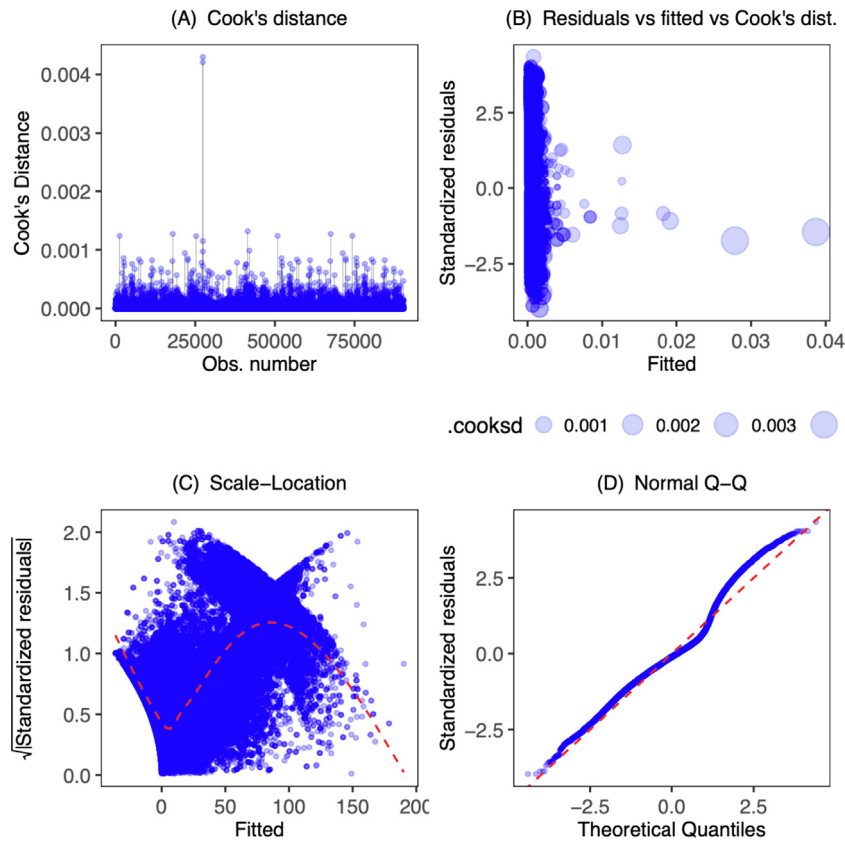 (A) Cook's distance
Cook's Distance
0.004
0.003
0.002
0.001
0.000
0 25000 50000 75000
Obs. number
(B) Residuals vs fitted vs Cook's dist.
Standardized residuals
2.5
0.0
−2.5
0.00 0.01 0.02 0.03 0.04
Fitted
.cooksd 0.001 0.002 0.003
(C) Scale−Location
√|Standardized residuals|
2.0
1.5
1.0
0.5
0.0
0 50 100 150 200
Fitted
(D) Normal Q−Q
Standardized residuals
2.5
0.0
−2.5
−2.5 0.0 2.5
Theoretical Quantiles